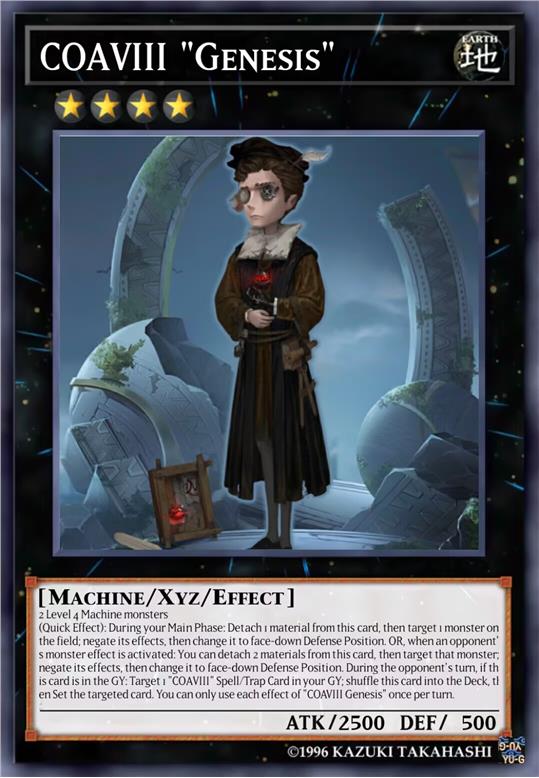 COAVIII "Genesis"
EARTH
地
[Machine/Xyz/Effect]
2 Level 4 Machine monsters
(Quick Effect): During your Main Phase: Detach 1 material from this card, then target 1 monster on
the field; negate its effects, then change it to face-down Defense Position. OR, when an opponent'
s monster effect is activated: You can detach 2 materials from this card, then target that monster;
negate its effects, then change it to face-down Defense Position. During the opponent's turn, if th
is card is in the GY: Target 1 "COAVIII" Spell/Trap Card in your GY; shuffle this card into the Deck, th
en Set the targeted card. You can only use each effect of "COAVIII Genesis" once per turn.
ATK/2500 DEF/ 500
©1996 KAZUKI TAKAHASHI
YU-G